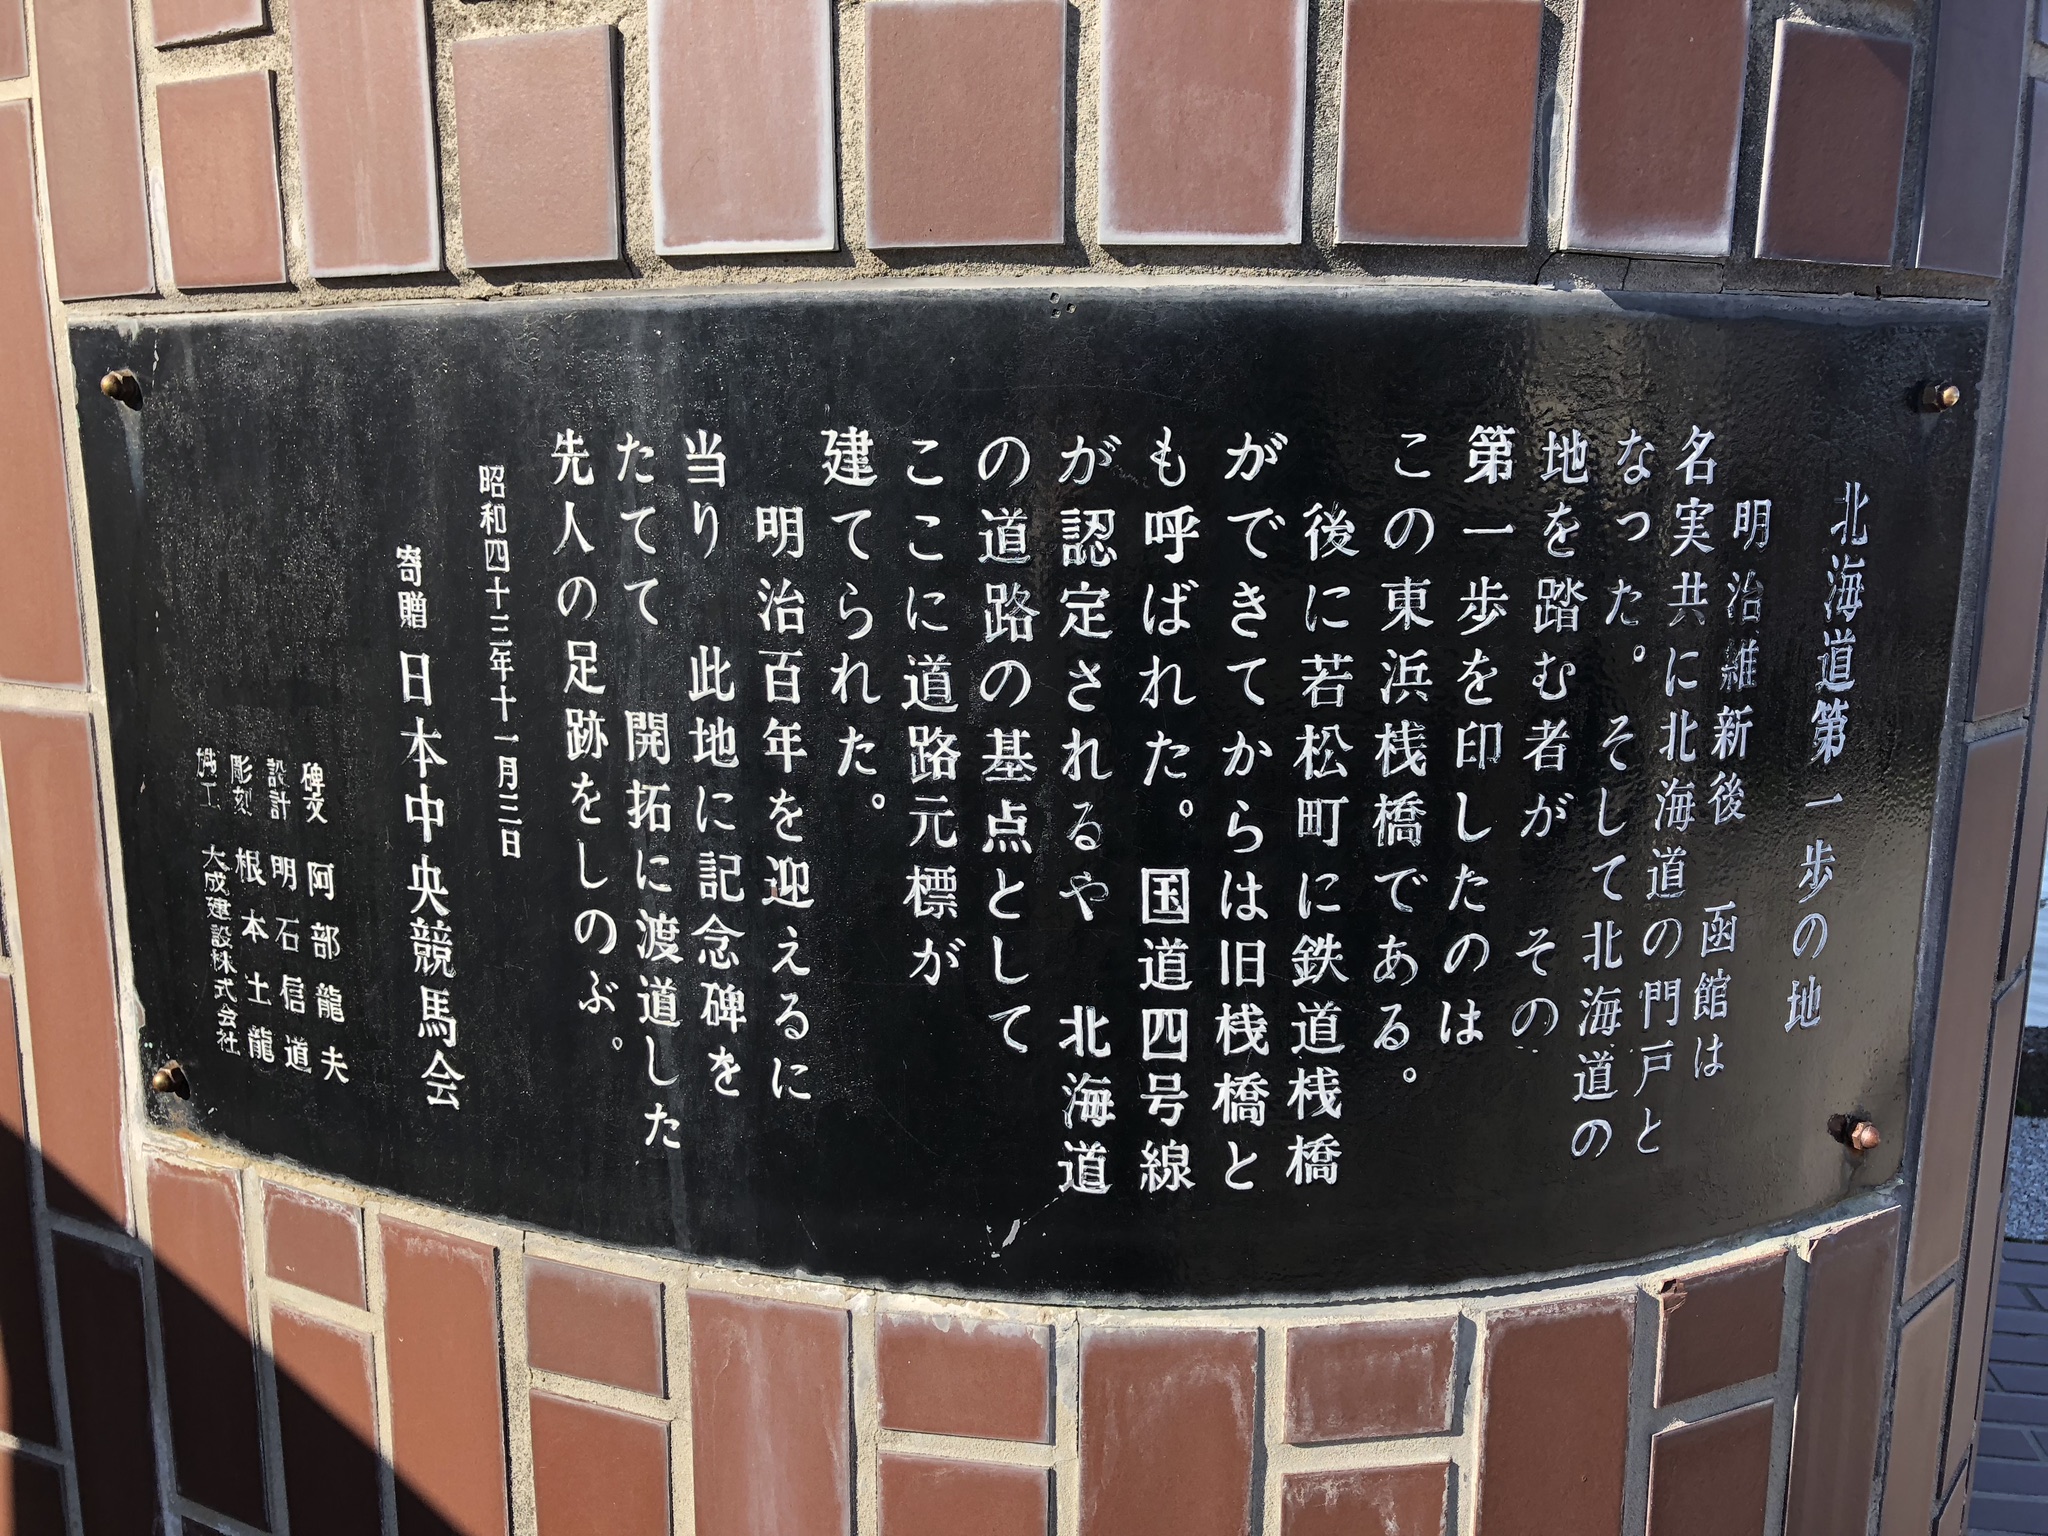 北海道第一歩の地
明治維新後　函館は
名実共に北海道の門戸と
なった。そして北海道の
地を踏む者が　その
第一歩を印したのは
この東浜桟橋である。
後に若松町に鉄道桟橋
ができてからは旧桟橋と
も呼ばれた。国道四号線
が認定されるや　北海道
の道路の基点として
ここに道路元標が
建てられた。
明治百年を迎えるに
当り　此地に記念碑を
たてて　開拓に渡道した
先人の足跡をしのぶ。
昭和四十三年十一月三日
寄贈　日本中央競馬会
碑文　阿部龍夫
設計　明石信道
彫刻　根本士龍
施工　大成建設株式会社